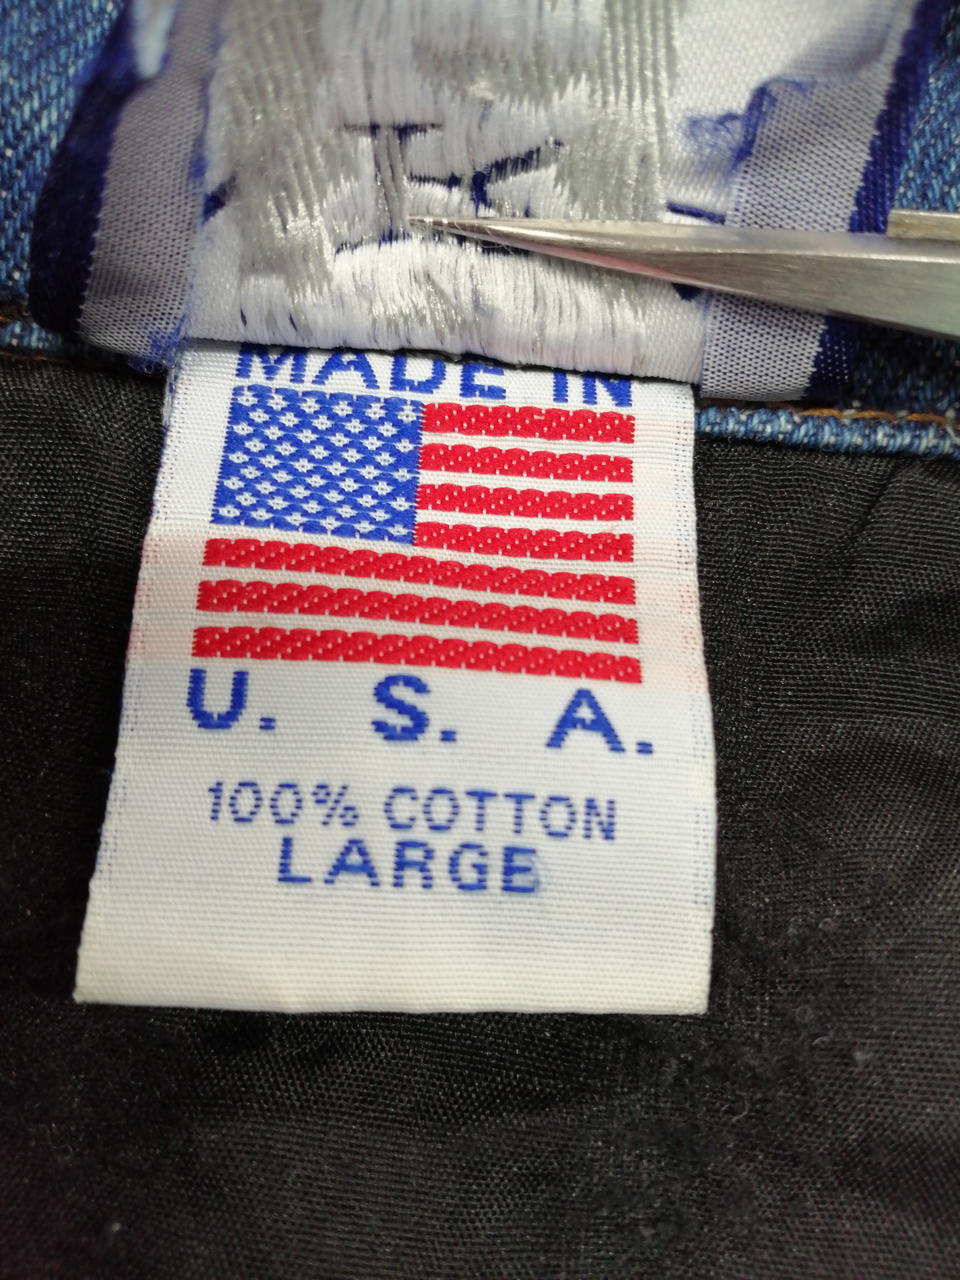 MADE IN
U. S. A.
100% COTTON
LARGE